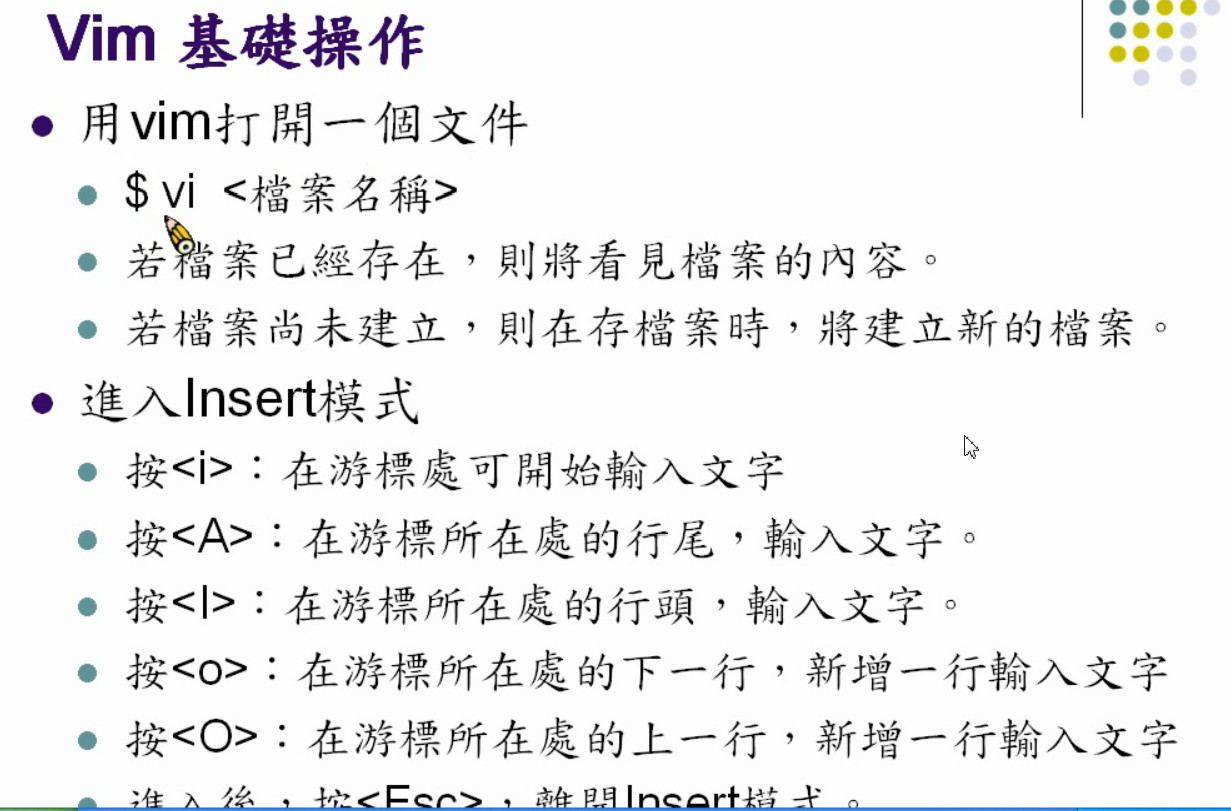 Vim 基礎操作
用vim打開一個文件
$ vi <檔案名稱>
若檔案已經存在，則將看見檔案的內容。
若檔案尚未建立，則在存檔案時，將建立新的檔案。
進入Insert模式
按<i>：在游標處可開始輸入文字
按<A>：在游標所在處的行尾，輸入文字。
按<I>：在游標所在處的行頭，輸入文字。
按<o>：在游標所在處的下一行，新增一行輸入文字
按<O>：在游標所在處的上一行，新增一行輸入文字
進入後，按<Esc>，離開Insert模式。